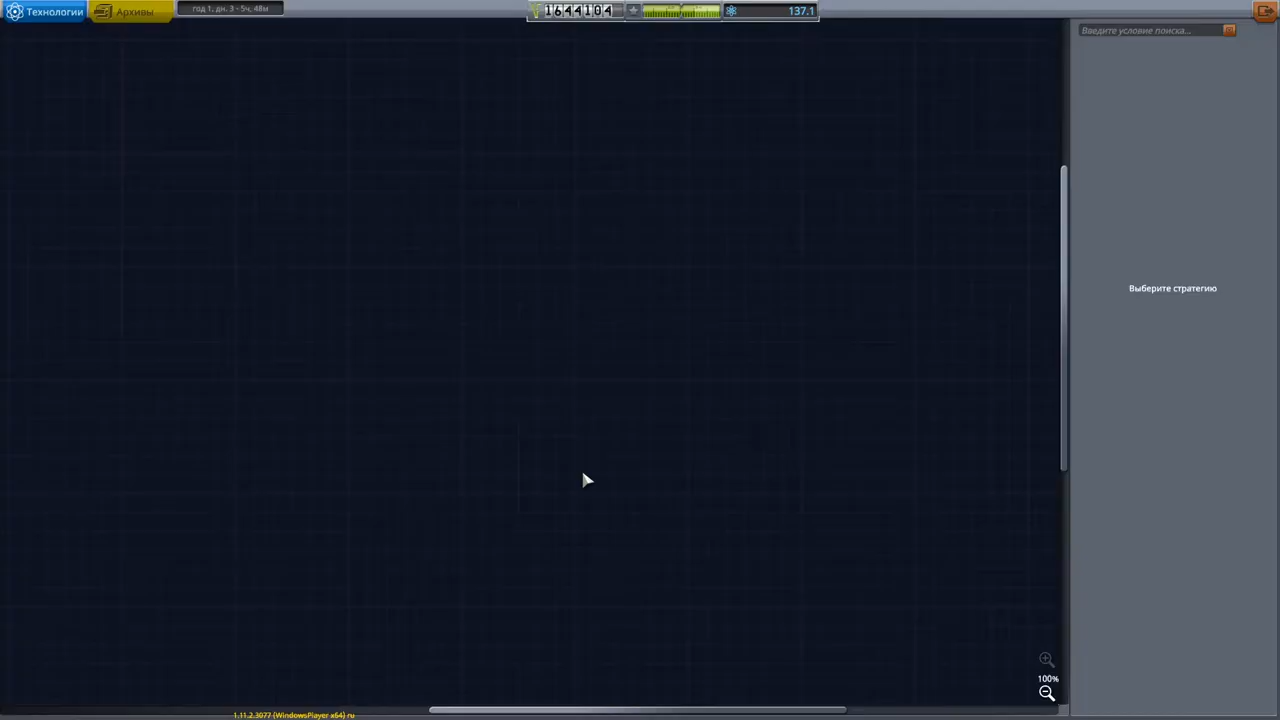 Технологии
Архивы
год 1, дн. 3 - 5ч, 48м
1644104
137.1
Введите условие поиска...
Выберите стратегию
100%
1.11.2.3077 (WindowsPlayer x64) ru